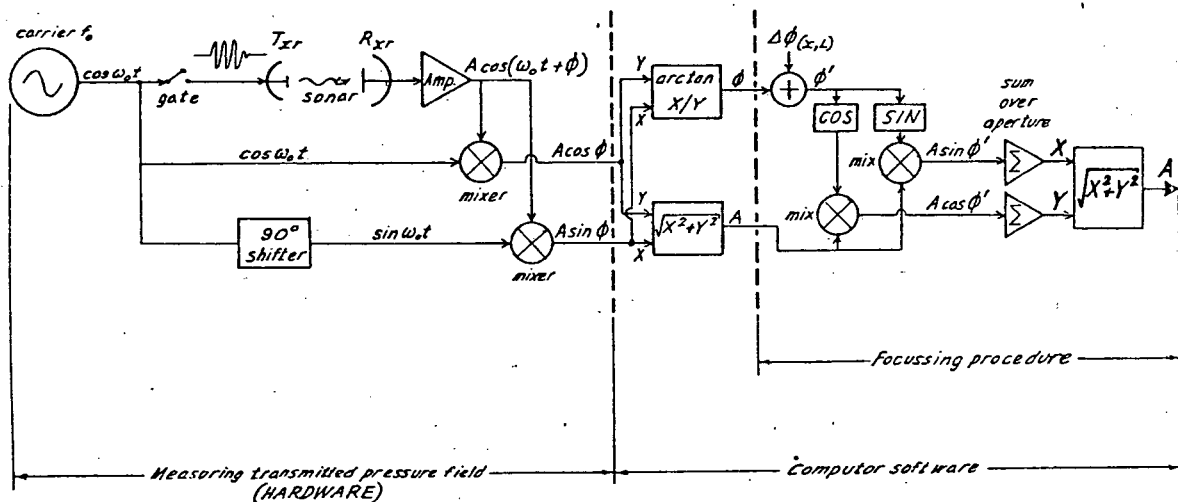 carrier f₀
cos ω₀t
gate
Txr
sonar
Rxr
Amp.
A cos(ω₀t + ϕ)
cos ω₀t
mixer
A cos ϕ
90°
shifter
sin ω₀t
mixer
A sin ϕ
Y
X
arctan
X/Y
ϕ
Y
X
√X²+Y²
A
Δϕ(x,L)
+
ϕ'
COS
SIN
mix
mix
A sin ϕ'
A cos ϕ'
sum
over
aperture
Σ
Σ
X
Y
√X²+Y²
A
Focussing procedure
Measuring transmitted pressure field
(HARDWARE)
Computor software